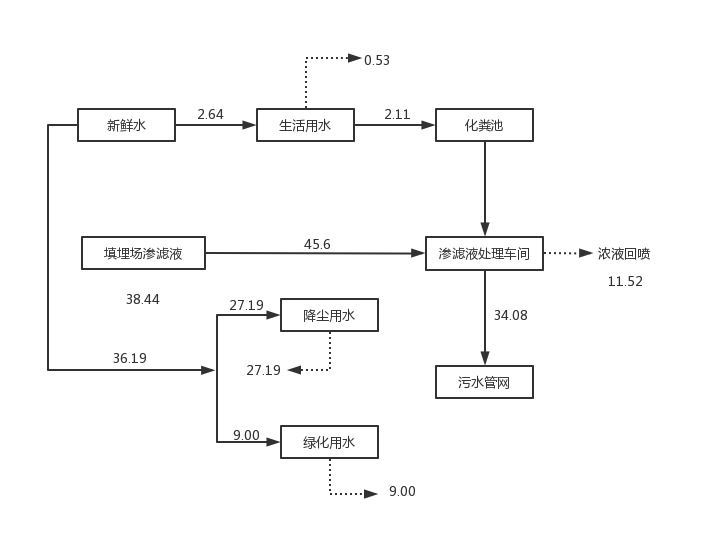 0.53
新鲜水
2.64
生活用水
2.11
化粪池
填埋场渗滤液
45.6
渗滤液处理车间
浓液回喷
11.52
38.44
27.19
降尘用水
34.08
36.19
27.19
污水管网
9.00
绿化用水
9.00